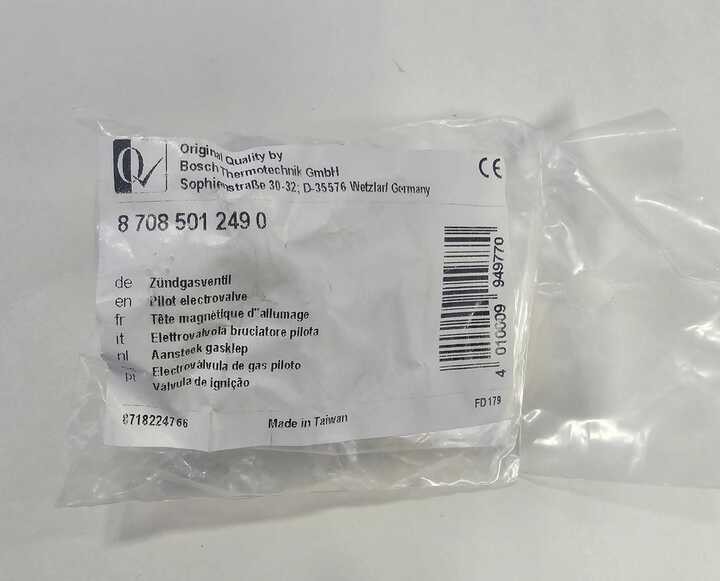 QV
Original Quality by
Bosch Thermotechnik GmbH
Sophienstraße 30-32; D-35576 Wetzlar/ Germany
CE
8 708 501 249 0
de Zündgasventil
en Pilot electrovalve
fr Tête magnétique d"allumage
it Elettrovalvola bruciatore pilota
nl Aansteek gasklep
Electroválvula de gas piloto
pt Válvula de ignição
4 010009 949770
8718224766
Made in Taiwan
FD179